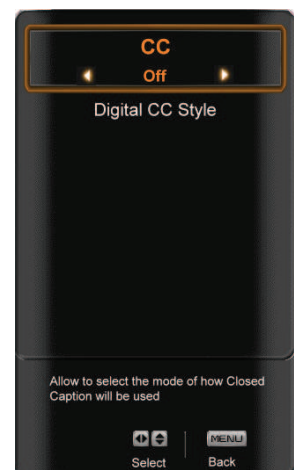 CC
Off
Digital CC Style
Allow to select the mode of how Closed
Caption will be used
MENU
Select Back